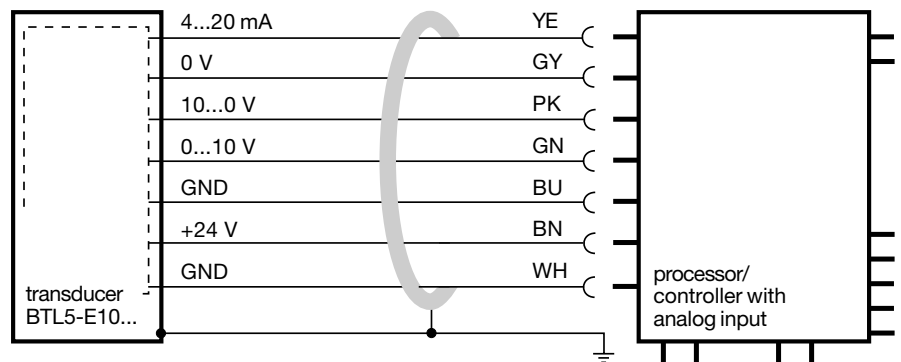 4...20 mA YE
0 V GY
10...0 V PK
0...10 V GN
GND BU
+24 V BN
GND WH
transducer
BTL5-E10...
processor/
controller with
analog input